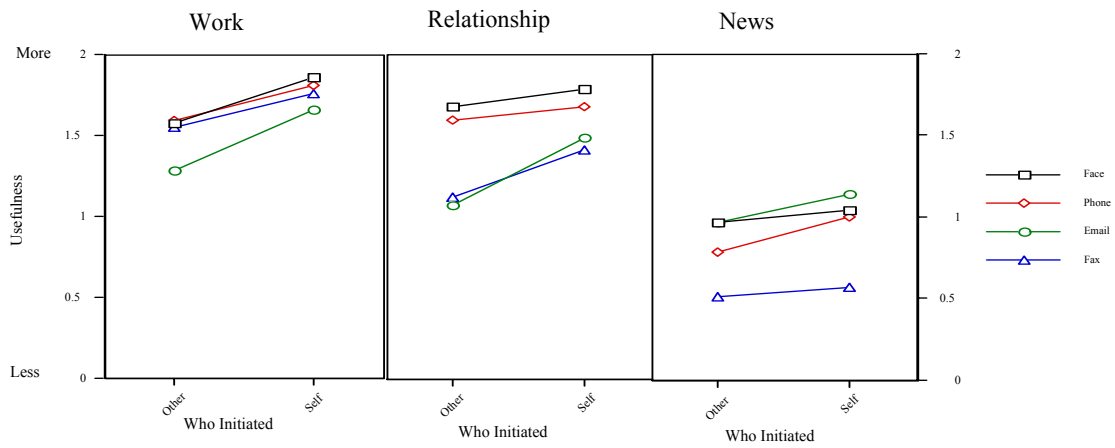 Work
Relationship
News
More
2
2
1.5
1.5
1
1
0.5
0.5
0
0
Less
Usefulness
Face
Phone
Email
Fax
Other
Self
Other
Self
Other
Self
Who Initiated
Who Initiated
Who Initiated